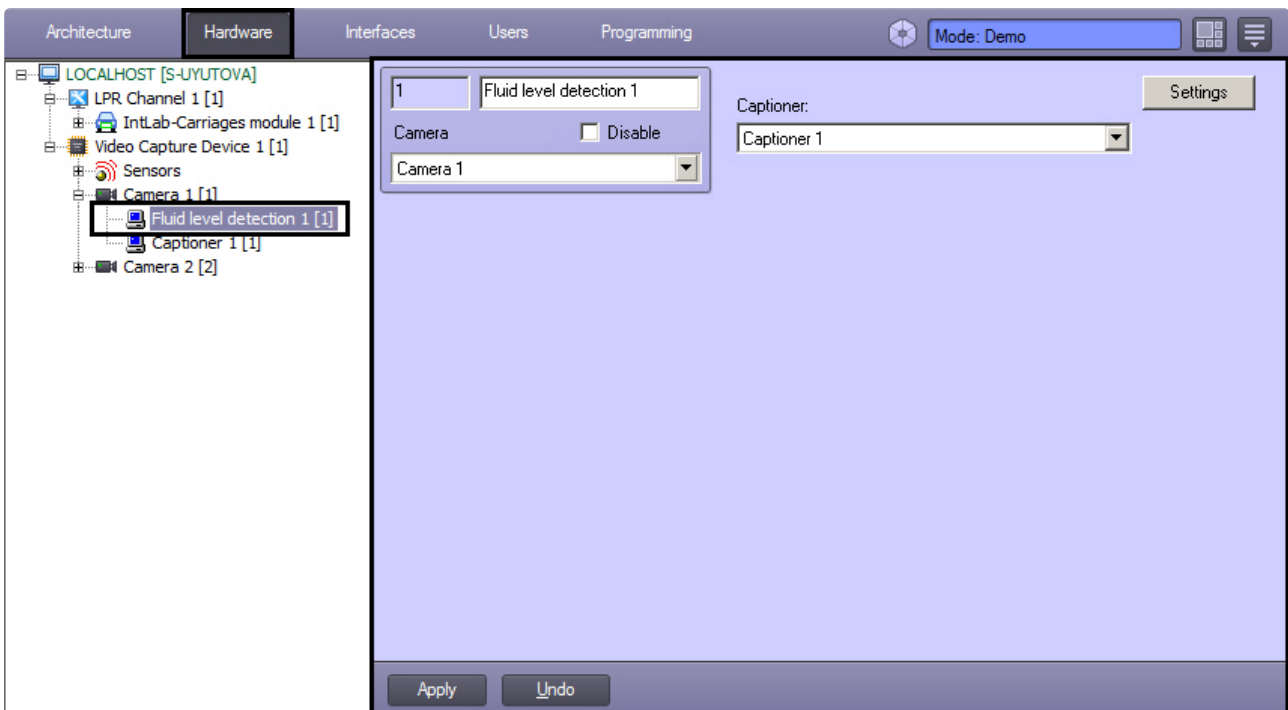 Architecture Hardware Interfaces Users Programming Mode: Demo
LOCALHOST [S-UYUTOVA]
LPR Channel 1 [1]
IntLab-Carriages module 1 [1]
Video Capture Device 1 [1]
Sensors
Camera 1 [1]
Fluid level detection 1 [1]
Captioner 1 [1]
Camera 2 [2]
1 Fluid level detection 1
Camera Disable
Camera 1
Captioner:
Captioner 1
Settings
Apply Undo